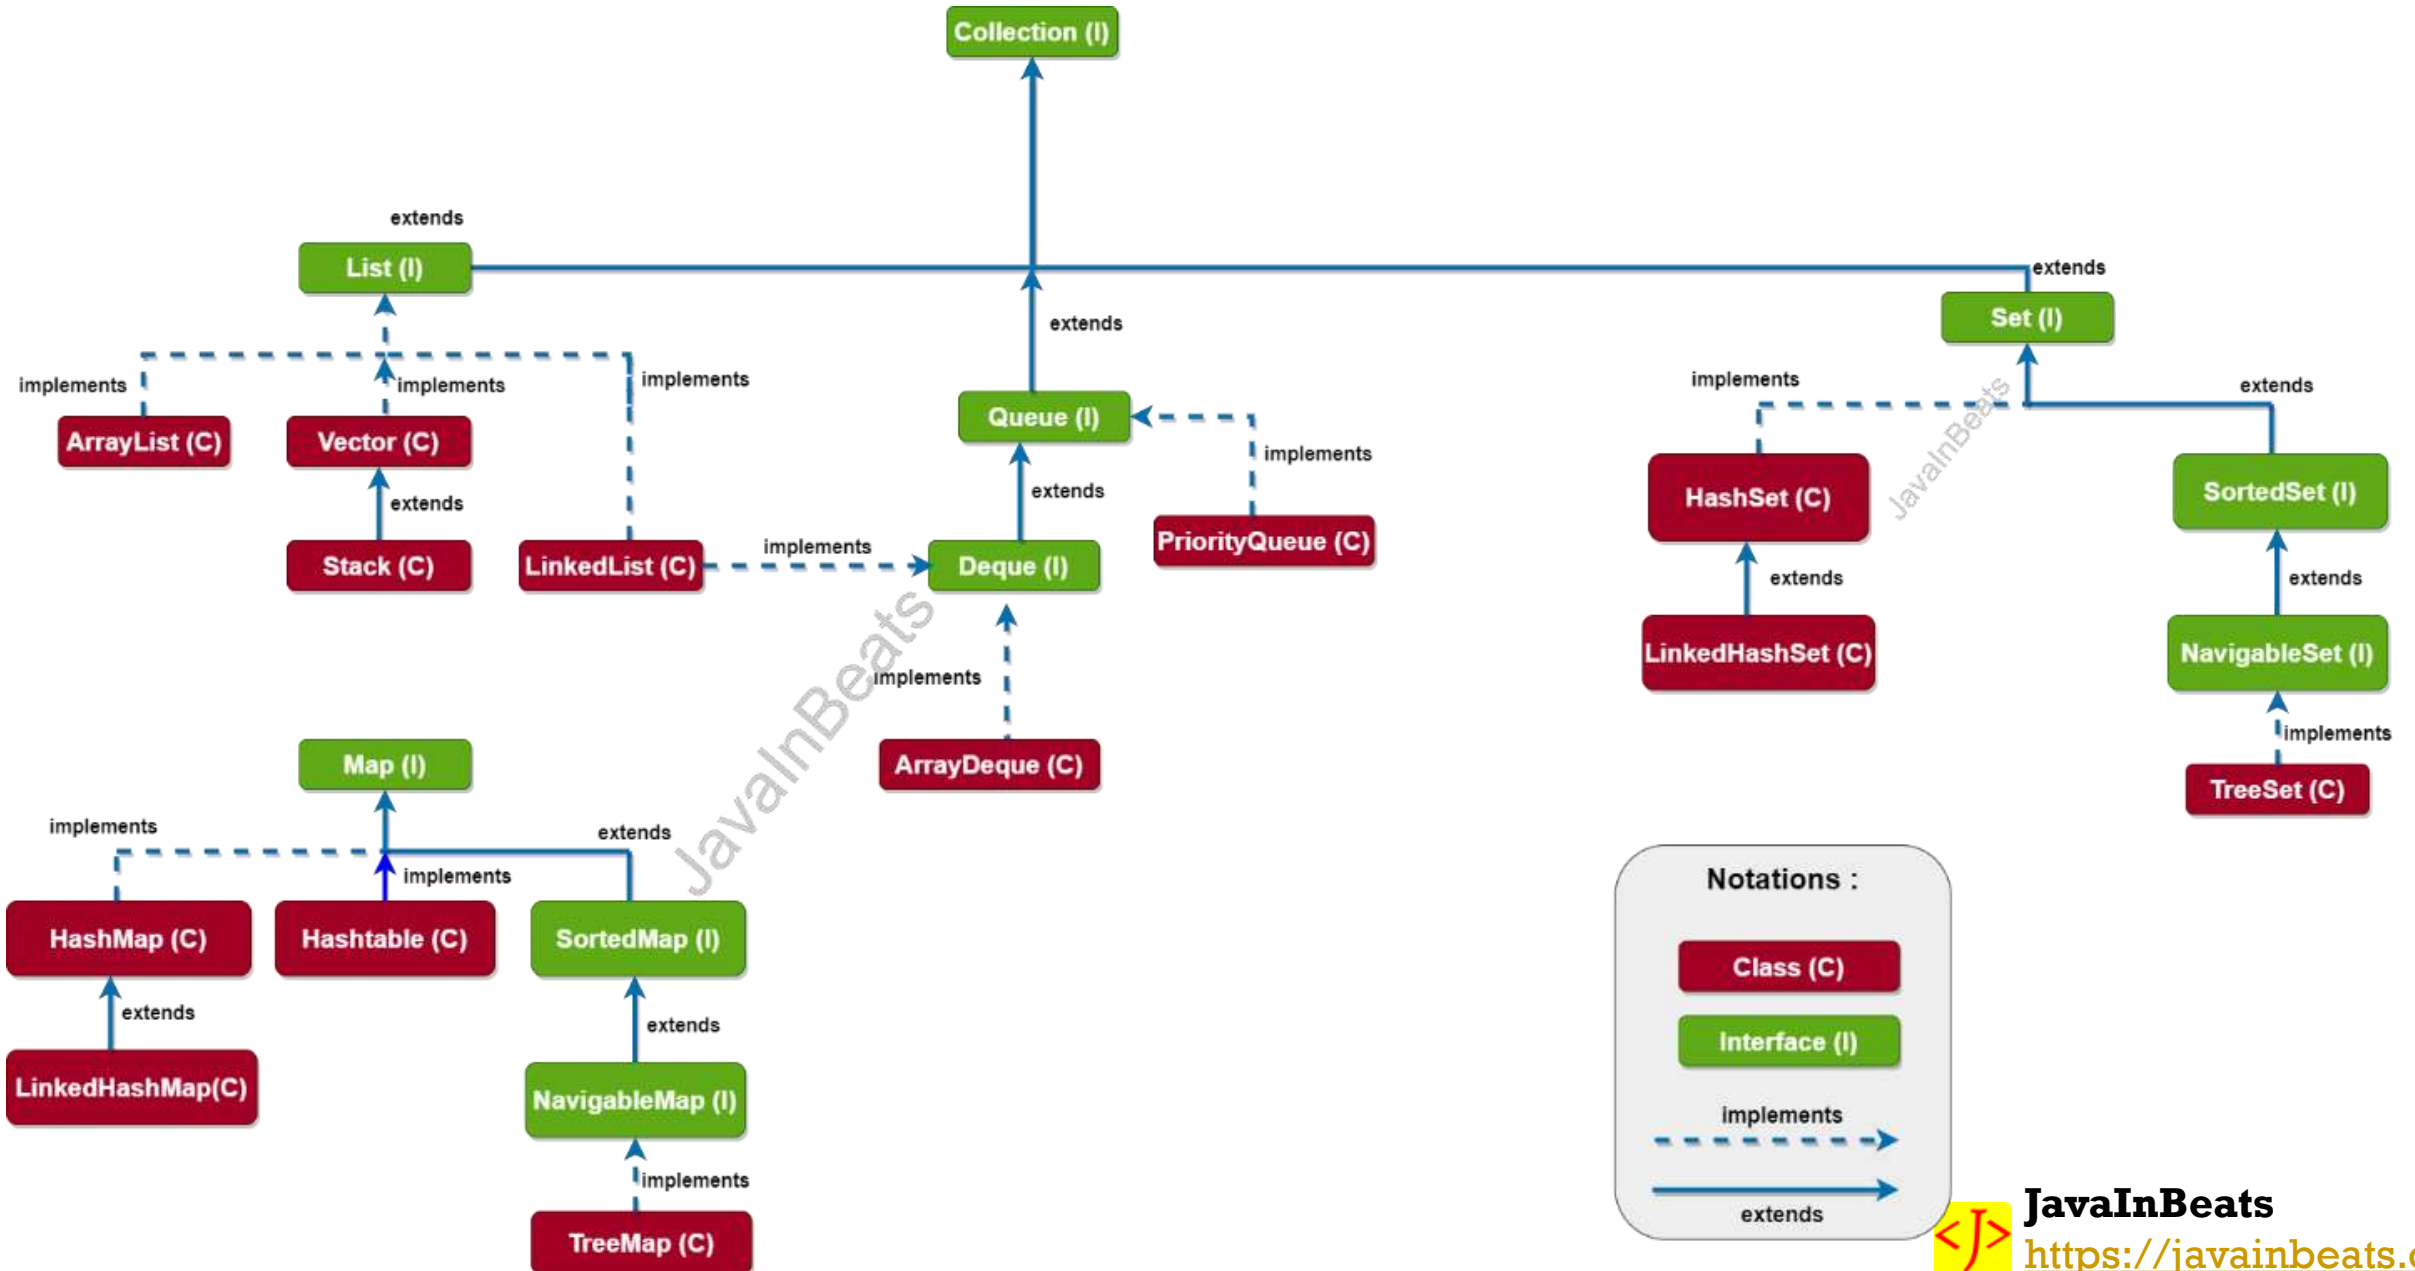 Collection (I)
extends
List (I)
extends
extends
Set (I)
implements
implements
implements
implements
extends
ArrayList (C)
Vector (C)
Queue (I)
implements
extends
extends
HashSet (C)
SortedSet (I)
Stack (C)
LinkedList (C)
implements
Deque (I)
PriorityQueue (C)
extends
extends
LinkedHashSet (C)
NavigableSet (I)
implements
implements
Map (I)
ArrayDeque (C)
TreeSet (C)
implements
extends
implements
HashMap (C)
Hashtable (C)
SortedMap (I)
extends
extends
LinkedHashMap(C)
NavigableMap (I)
implements
TreeMap (C)
Notations :
Class (C)
Interface (I)
implements
extends
JavaInBeats
JavaInBeats
<J>
JavaInBeats
https://javainbeats.